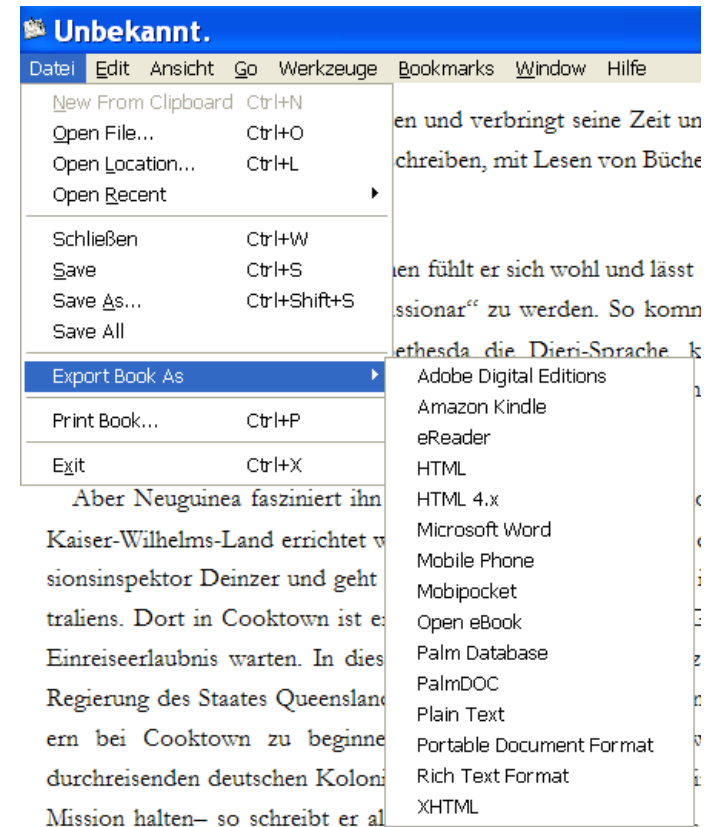 Unbekannt.
Datei Edit Ansicht Go Werkzeuge Bookmarks Window Hilfe
New From Clipboard Ctrl+N
Open File... Ctrl+O
Open Location... Ctrl+L
Open Recent
Schließen Ctrl+W
Save Ctrl+S
Save As... Ctrl+Shift+S
Save All
Export Book As
Print Book... Ctrl+P
Exit Ctrl+X
Adobe Digital Editions
Amazon Kindle
eReader
HTML
HTML 4.x
Microsoft Word
Mobile Phone
Mobipocket
Open eBook
Palm Database
PalmDOC
Plain Text
Portable Document Format
Rich Text Format
XHTML
en und verbringt seine Zeit un
chreiben, mit Lesen von Büche
en fühlt er sich wohl und lässt
ssionar“ zu werden. So komm
ethesda die Dieri-Sprache k
Aber Neuguinea fasziniert ihn
Kaiser-Wilhelms-Land errichtet w
sionsinspektor Deinzer und geht
traliens. Dort in Cooktown ist e
Einreiseerlaubnis warten. In dies
Regierung des Staates Queensland
ern bei Cooktown zu beginne
durchreisenden deutschen Koloni
Mission halten– so schreibt er al